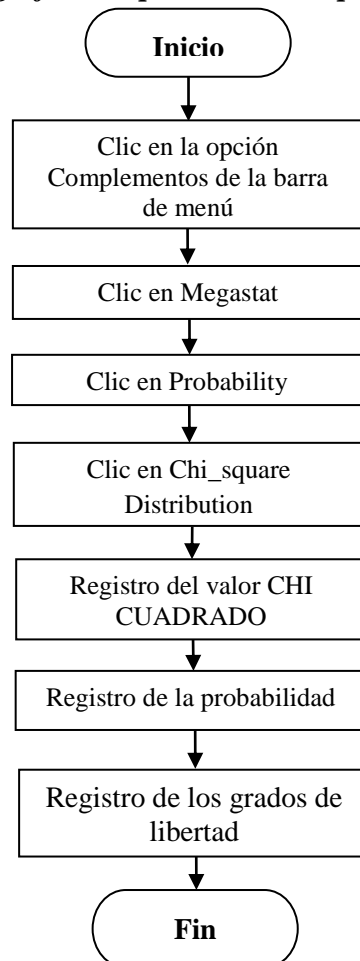 Inicio
Clic en la opción
Complementos de la barra
de menú
Clic en Megastat
Clic en Probability
Clic en Chi_square
Distribution
Registro del valor CHI
CUADRADO
Registro de la probabilidad
Registro de los grados de
libertad
Fin